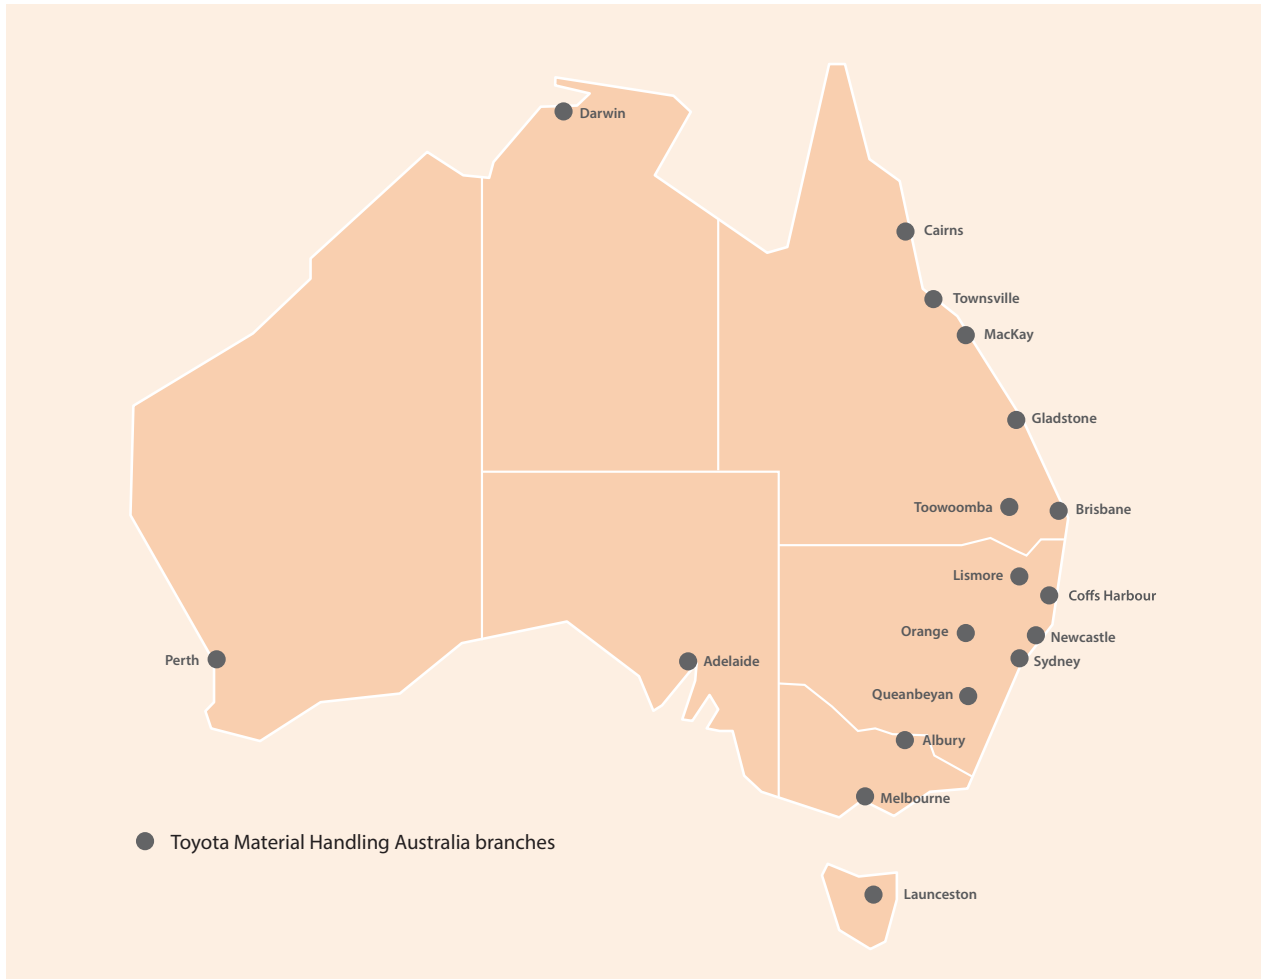 Darwin
Cairns
Townsville
MacKay
Gladstone
Toowoomba
Brisbane
Lismore
Coffs Harbour
Orange
Newcastle
Perth
Adelaide
Sydney
Queanbeyan
Albury
Melbourne
Toyota Material Handling Australia branches
Launceston